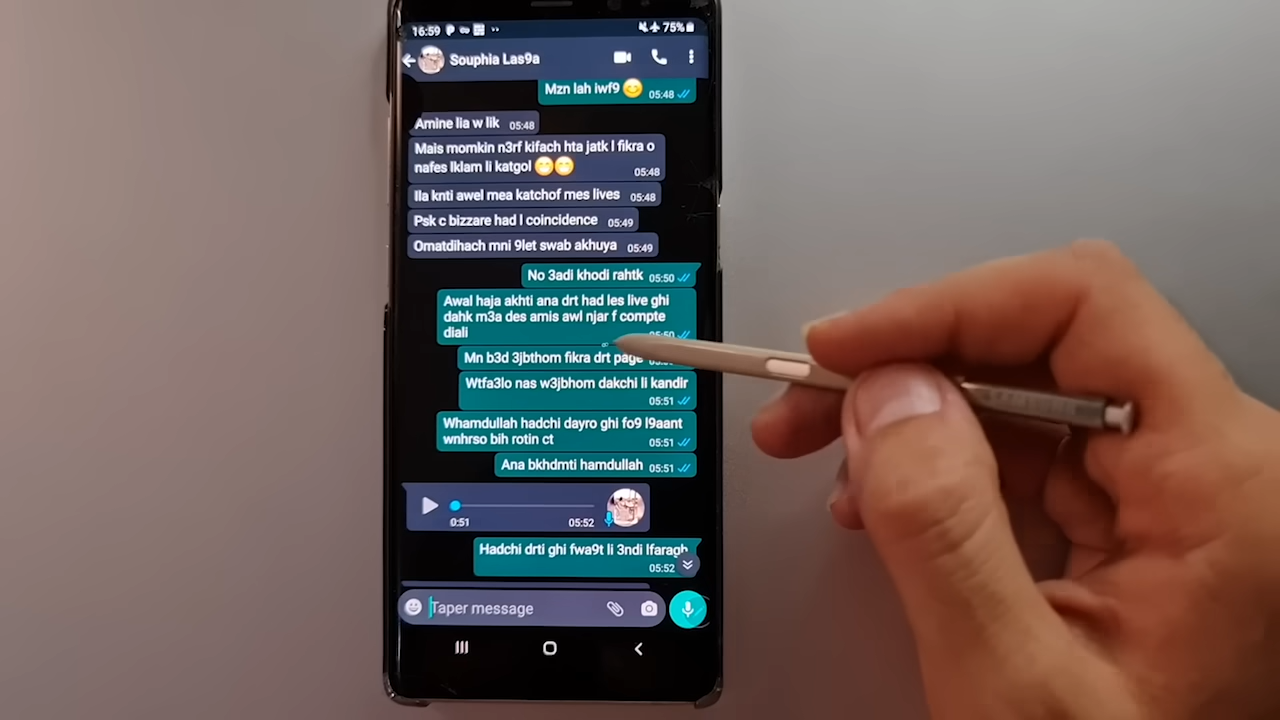 16:59
75%
Souphia Las9a
Mzn lah iwf9 😊 05:48
Amine lia w lik 05:48
Mais momkin n3rf kifach hta jatk l fikra o
nafes lklam li katgol 😁😁
05:48
Ila knti awel mea katchof mes lives 05:48
Psk c bizzare had l coincidence 05:49
Omatdihach mni 9let swab akhuya 05:49
No 3adi khodi rahtk 05:50
Awal haja akhti ana drt had les live ghi
dahk m3a des amis awl njar f compte
diali 05:50
Mn b3d 3jbthom fikra drt page
Wtfa3lo nas w3jbhom dakchi li kandir
05:51
Whamdullah hadchi dayro ghi fo9 l9aant
wnhrso bih rotin ct 05:51
Ana bkhdmti hamdullah 05:51
0:51 05:52
Hadchi drti ghi fwa9t li 3ndi lfaragh
05:52
Taper message